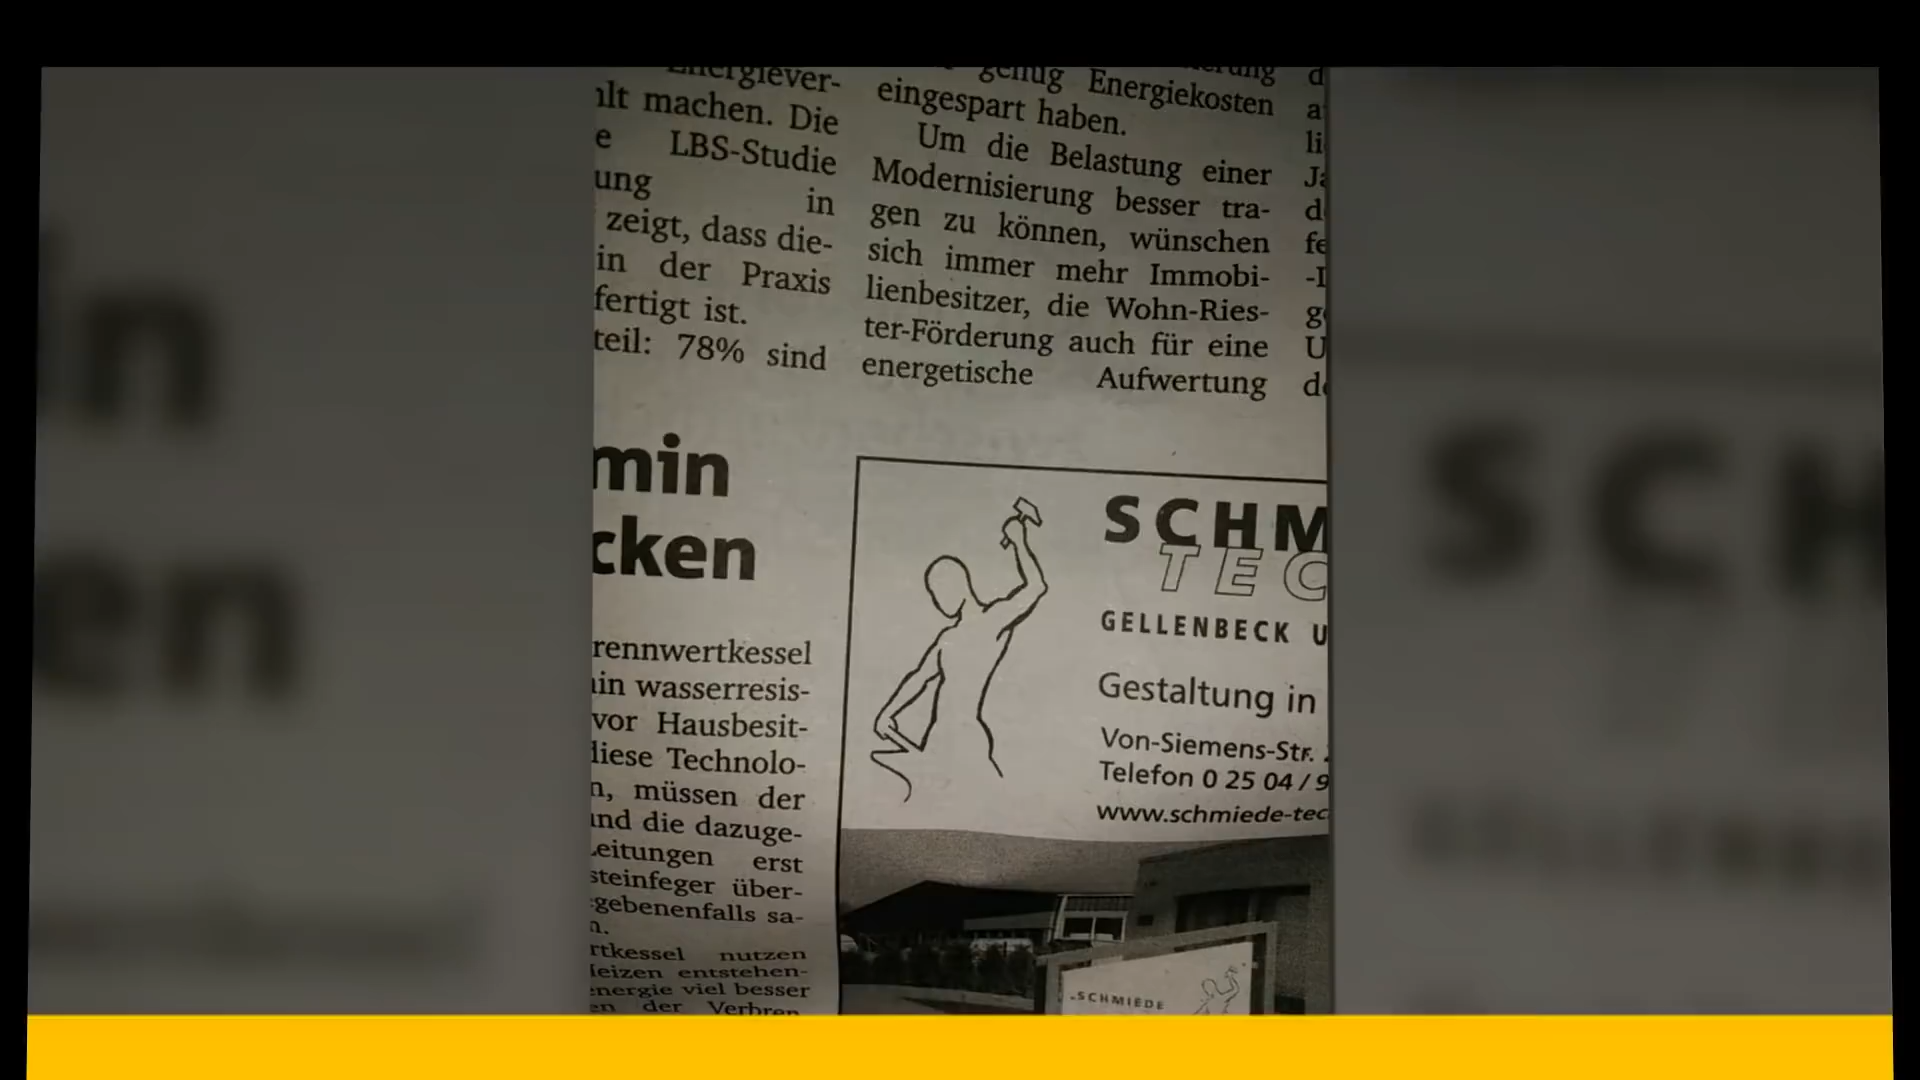 Energiever-
alt machen. Die
e LBS-Studie
ung in
zeigt, dass die-
in der Praxis
fertigt ist.
teil: 78% sind
genug Energiekosten
eingespart haben.
Um die Belastung einer
Modernisierung besser tra-
gen zu können, wünschen
sich immer mehr Immobi-
lienbesitzer, die Wohn-Ries-
ter-Förderung auch für eine
energetische Aufwertung
min
cken
rennwertkessel
in wasserresis-
vor Hausbesit-
diese Technolo-
n, müssen der
und die dazuge-
Leitungen erst
steinfeger über-
gebenenfalls sa-
n.
rtkessel nutzen
Heizen entstehen-
energie viel besser
en der Verbren
SCHM
TEC
GELLENBECK U
Gestaltung in
Von-Siemens-Str.
Telefon 0 25 04 / 9
www.schmiede-tec
SCHMIEDE